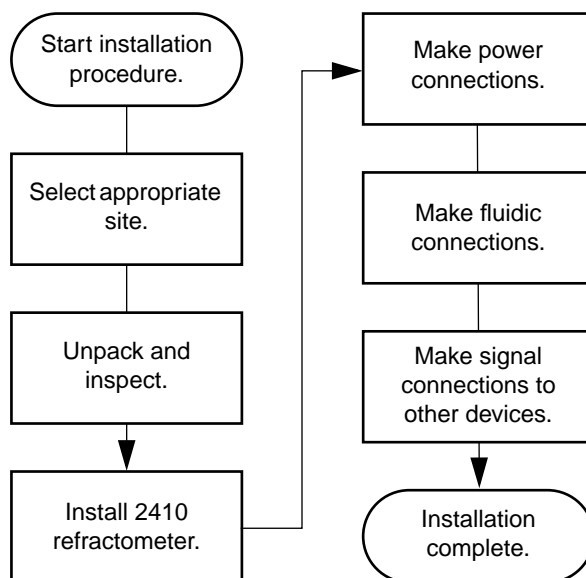 Start installation
procedure.
Select appropriate
site.
Unpack and
inspect.
Install 2410
refractometer.
Make power
connections.
Make fluidic
connections.
Make signal
connections to
other devices.
Installation
complete.